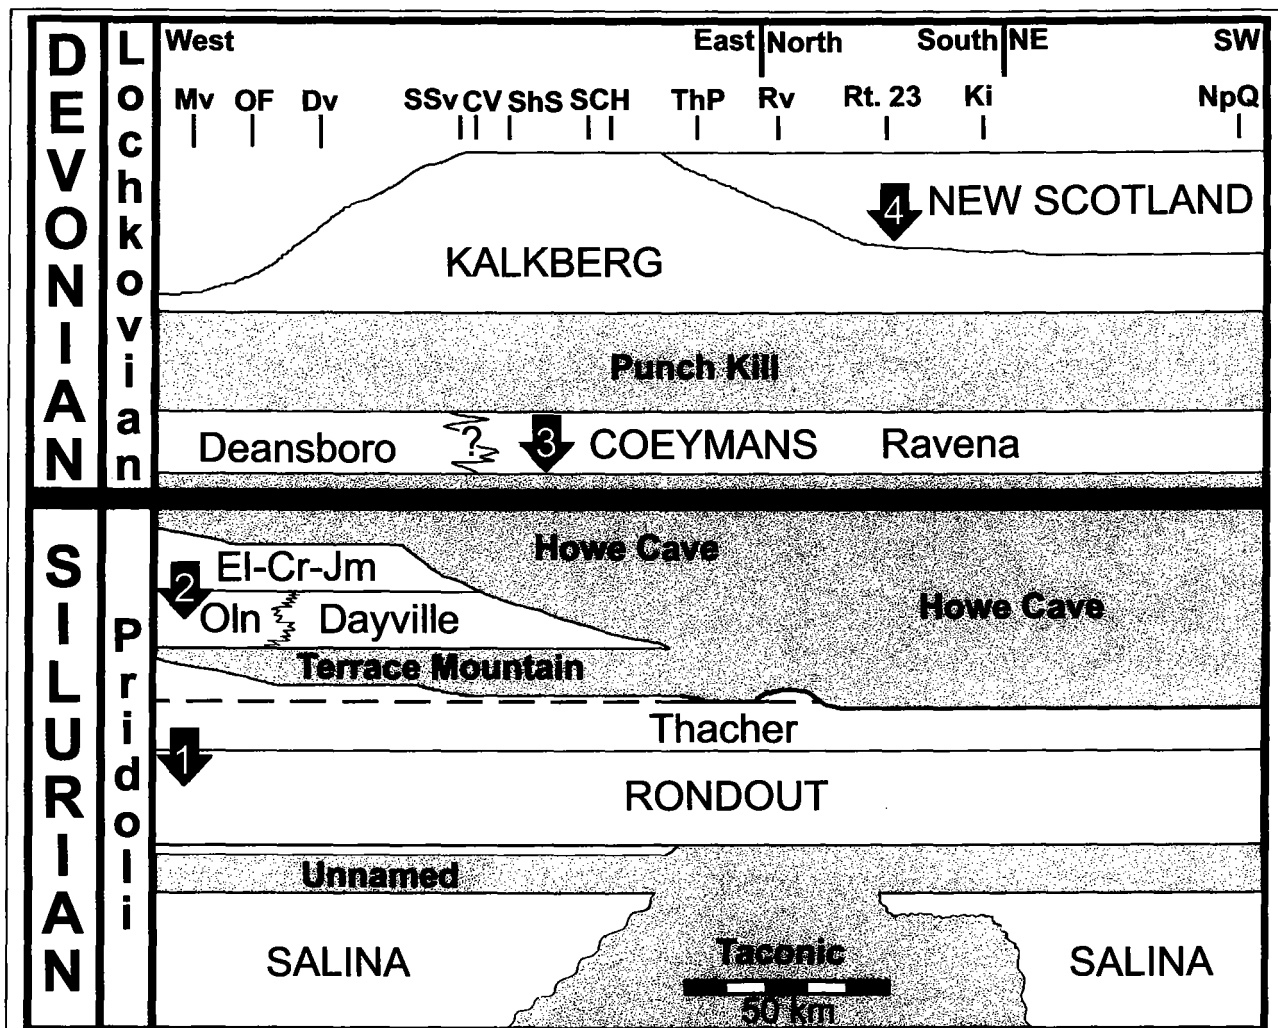 DEVONIAN
Lochkovian
West
East
North
South
NE
SW
Mv
OF
Dv
SSv
CV
ShS
SC
H
ThP
Rv
Rt. 23
Ki
NpQ
4
NEW SCOTLAND
KALKBERG
Punch Kill
Deansboro
?
3
COEYMANS
Ravena
SILURIAN
Pridoli
Howe Cave
2
El-Cr-Jm
Howe Cave
Oln
Dayville
Terrace Mountain
Thacher
1
RONDOUT
Unnamed
SALINA
Taconic
SALINA
50 km